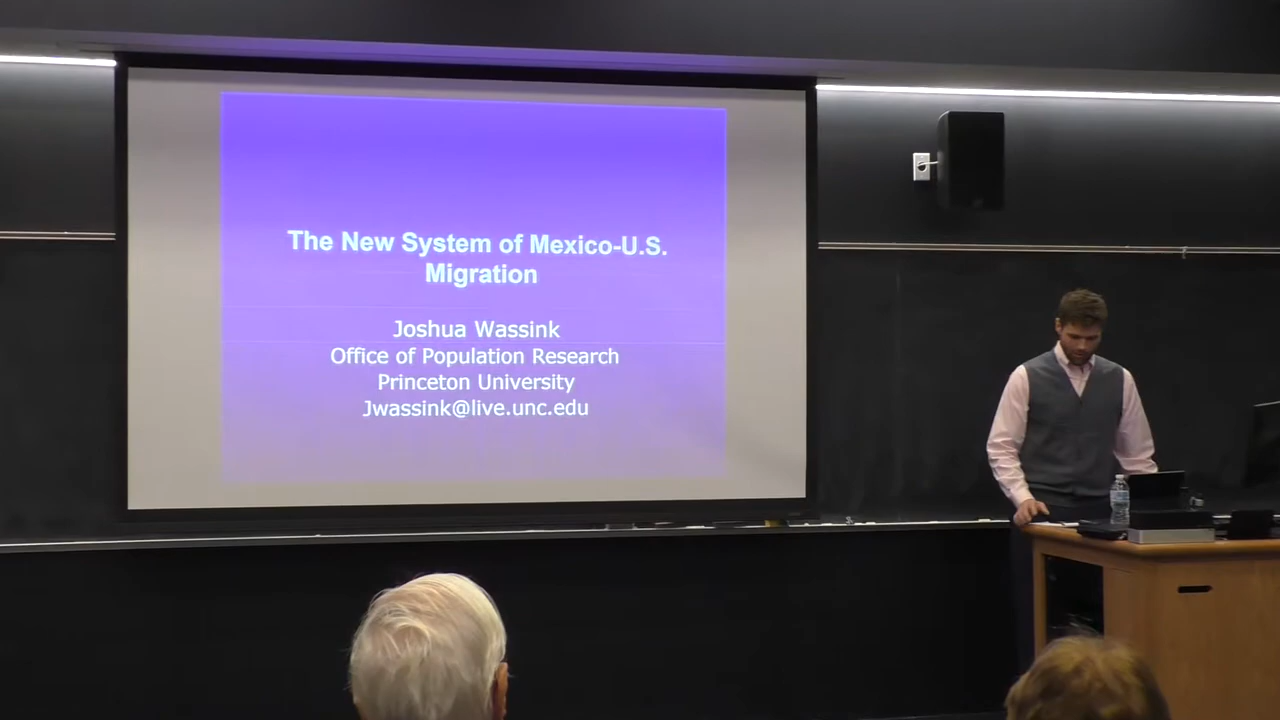 The New System of Mexico-U.S.
Migration
Joshua Wassink
Office of Population Research
Princeton University
Jwassink@live.unc.edu